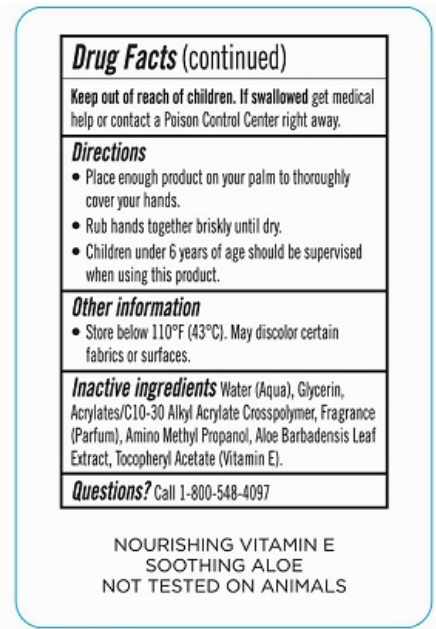 Drug Facts (continued)
Keep out of reach of children. If swallowed get medical
help or contact a Poison Control Center right away.
Directions
• Place enough product on your palm to thoroughly
cover your hands.
• Rub hands together briskly until dry.
• Children under 6 years of age should be supervised
when using this product.
Other information
• Store below 110°F (43°C). May discolor certain
fabrics or surfaces.
Inactive ingredients Water (Aqua), Glycerin,
Acrylates/C10-30 Alkyl Acrylate Crosspolymer, Fragrance
(Parfum), Amino Methyl Propanol, Aloe Barbadensis Leaf
Extract, Tocopheryl Acetate (Vitamin E).
Questions? Call 1-800-548-4097
NOURISHING VITAMIN E
SOOTHING ALOE
NOT TESTED ON ANIMALS